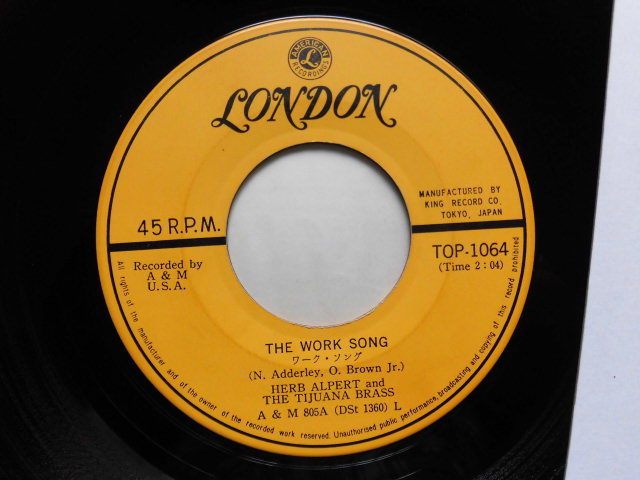 AMERICAN
L
RECORDINGS
LONDON
MANUFACTURED BY
KING RECORD CO.
TOKYO, JAPAN
45 R.P.M.
TOP-1064
(Time 2:04)
Recorded by
A & M
U.S.A.
THE WORK SONG
ワーク・ソング
(N. Adderley, O. Brown Jr.)
HERB ALPERT and
THE TIJUANA BRASS
A & M 805A (DSt 1360) L
All rights of the manufacturer and of the owner of the recorded work reserved. Unauthorised public performance, broadcasting and copying of this record prohibited